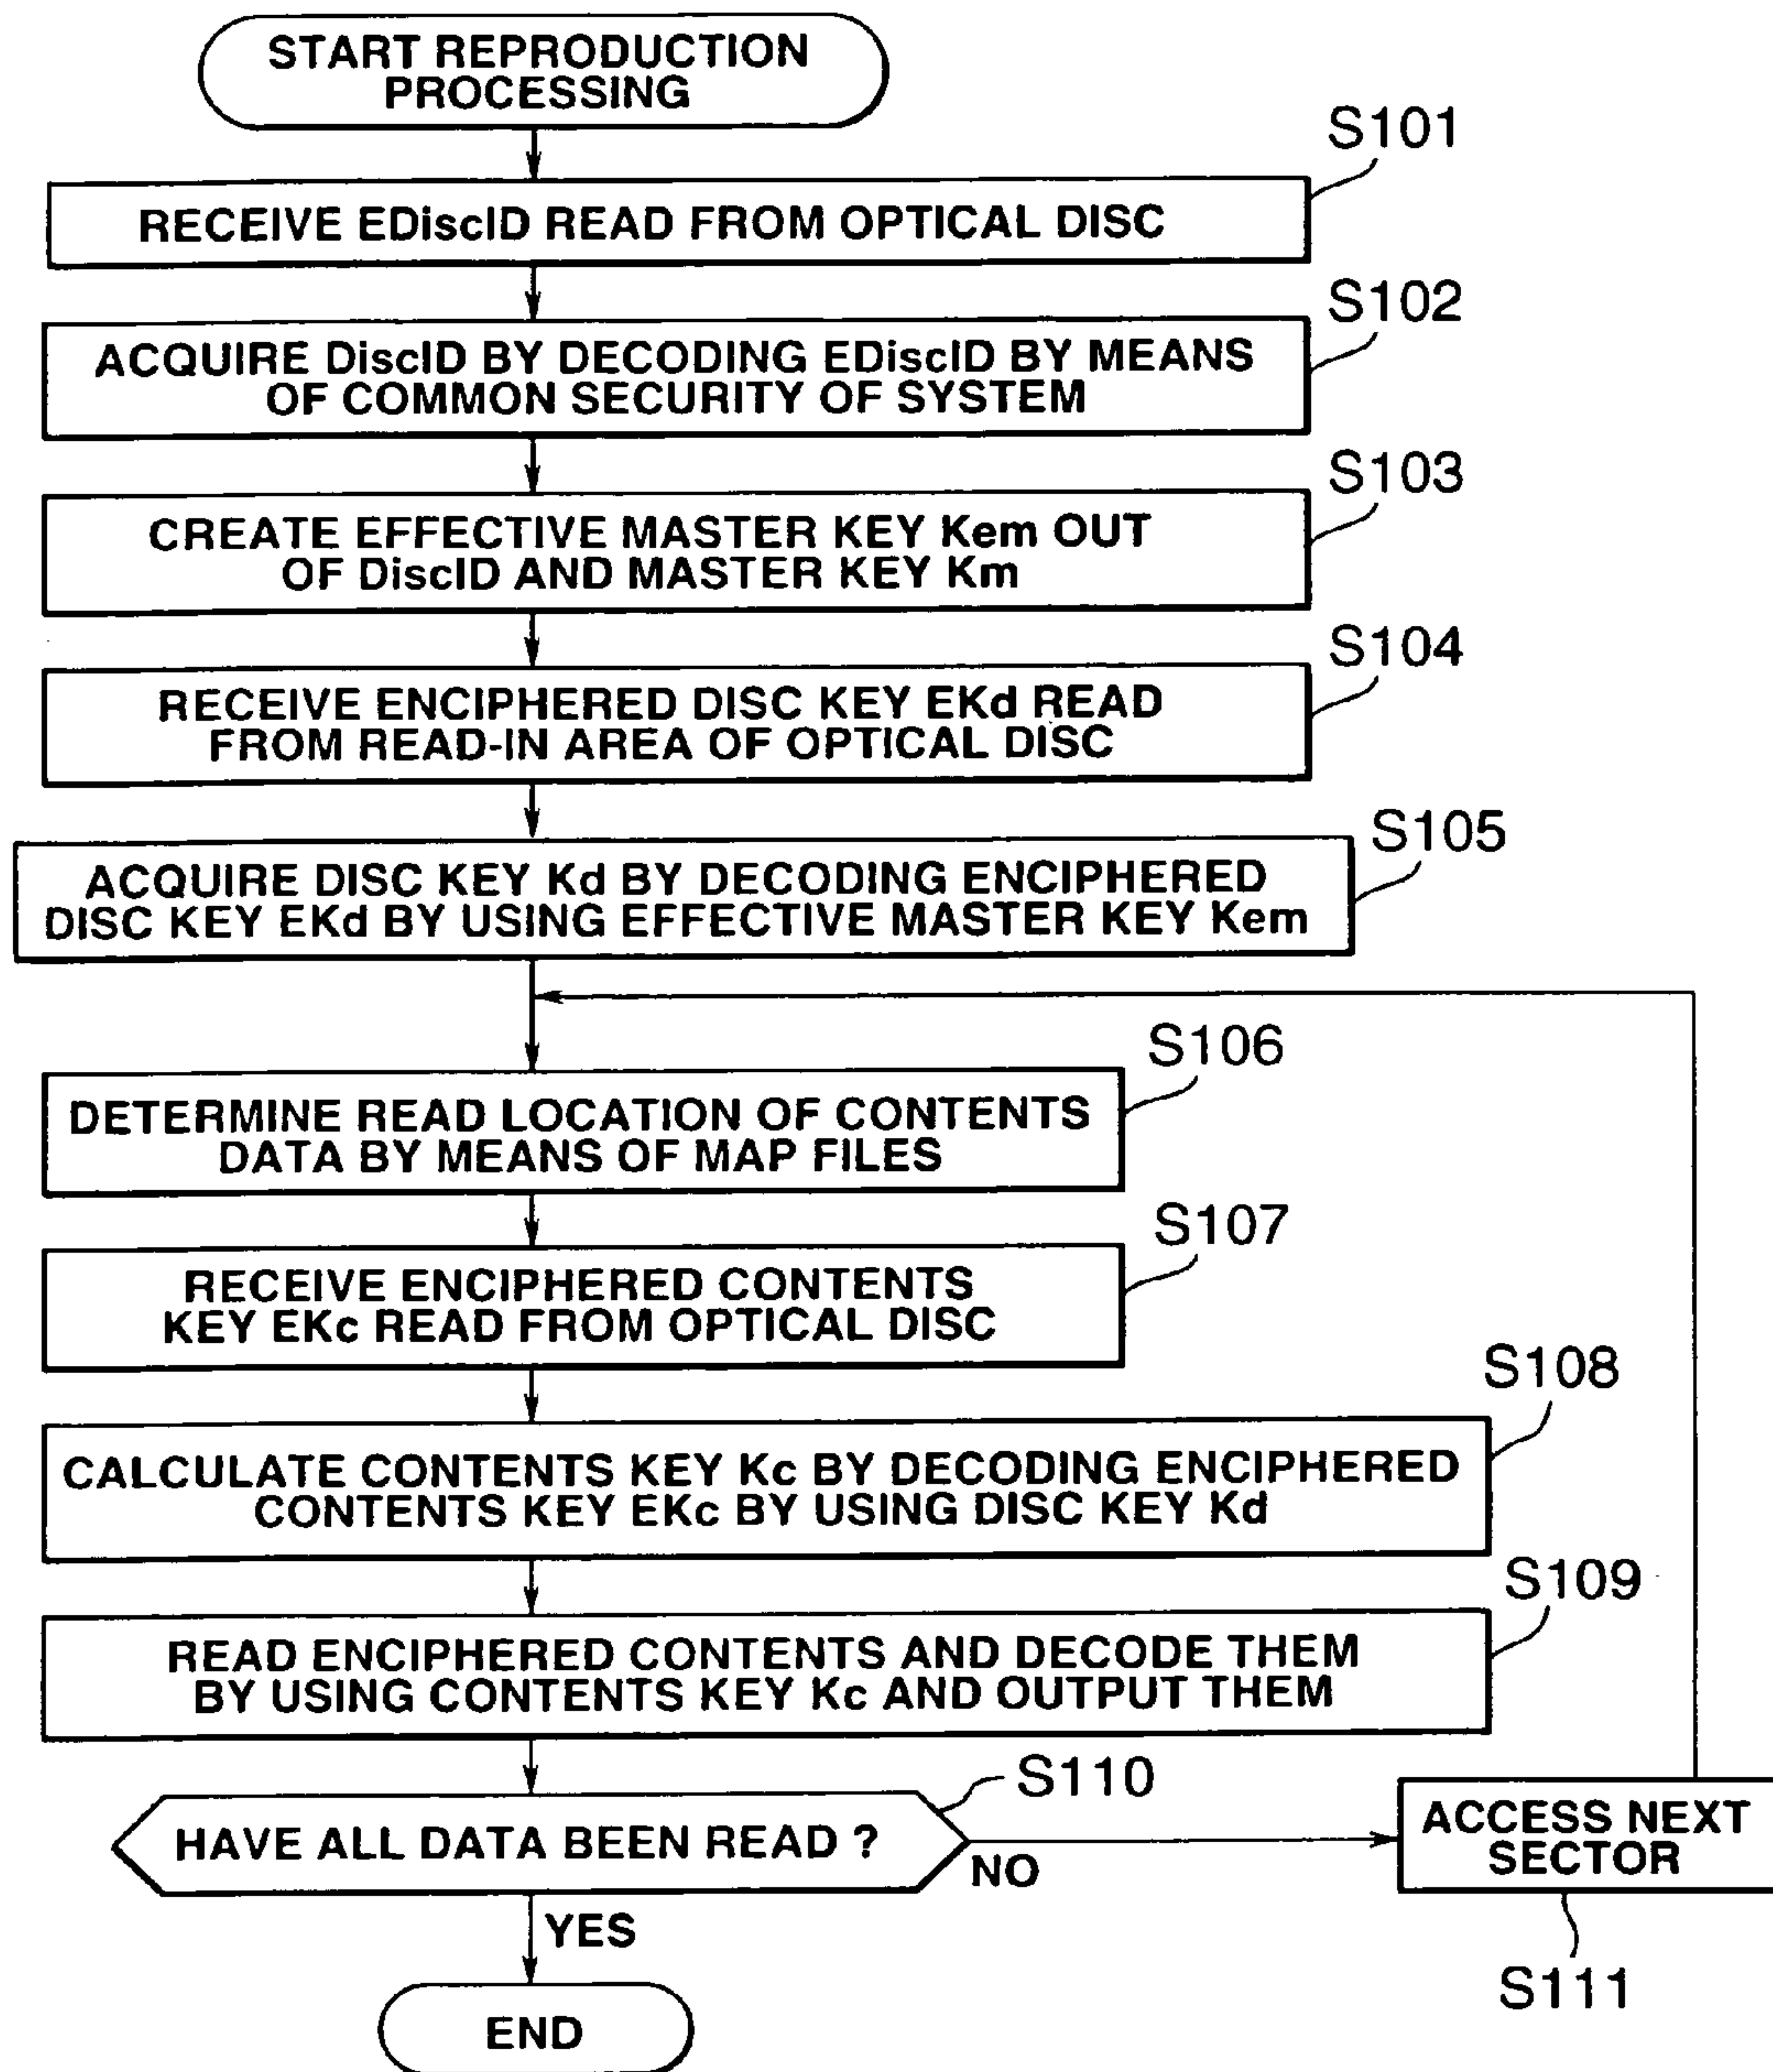 START REPRODUCTION
PROCESSING
S101
RECEIVE EDiscID READ FROM OPTICAL DISC
S102
ACQUIRE DiscID BY DECODING EDiscID BY MEANS
OF COMMON SECURITY OF SYSTEM
S103
CREATE EFFECTIVE MASTER KEY Kem OUT
OF DiscID AND MASTER KEY Km
S104
RECEIVE ENCIPHERED DISC KEY EKd READ
FROM READ-IN AREA OF OPTICAL DISC
S105
ACQUIRE DISC KEY Kd BY DECODING ENCIPHERED
DISC KEY EKd BY USING EFFECTIVE MASTER KEY Kem
S106
DETERMINE READ LOCATION OF CONTENTS
DATA BY MEANS OF MAP FILES
S107
RECEIVE ENCIPHERED CONTENTS
KEY EKc READ FROM OPTICAL DISC
S108
CALCULATE CONTENTS KEY Kc BY DECODING ENCIPHERED
CONTENTS KEY EKc BY USING DISC KEY Kd
S109
READ ENCIPHERED CONTENTS AND DECODE THEM
BY USING CONTENTS KEY Kc AND OUTPUT THEM
S110
HAVE ALL DATA BEEN READ ?
NO
ACCESS NEXT
SECTOR
S111
YES
END